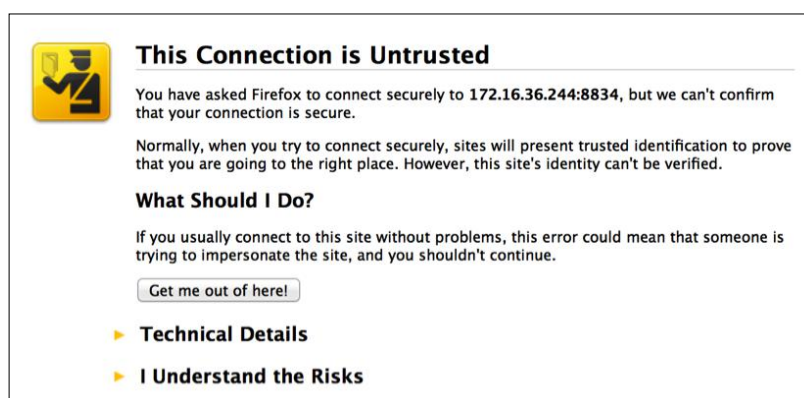 This Connection is Untrusted
You have asked Firefox to connect securely to 172.16.36.244:8834, but we can't confirm
that your connection is secure.
Normally, when you try to connect securely, sites will present trusted identification to prove
that you are going to the right place. However, this site's identity can't be verified.
What Should I Do?
If you usually connect to this site without problems, this error could mean that someone is
trying to impersonate the site, and you shouldn't continue.
Get me out of here!
Technical Details
I Understand the Risks